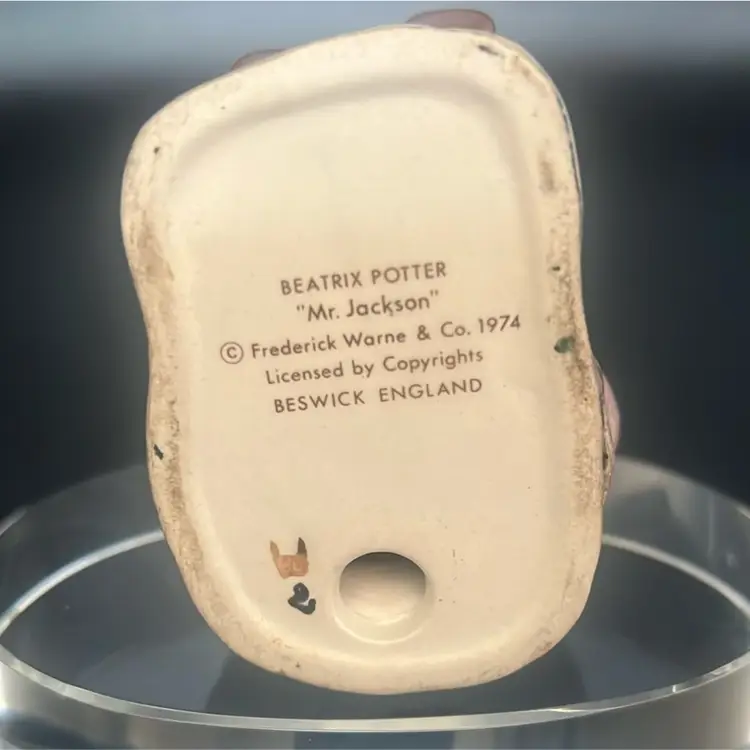 BEATRIX POTTER
"Mr. Jackson"
© Frederick Warne & Co. 1974
Licensed by Copyrights
BESWICK ENGLAND